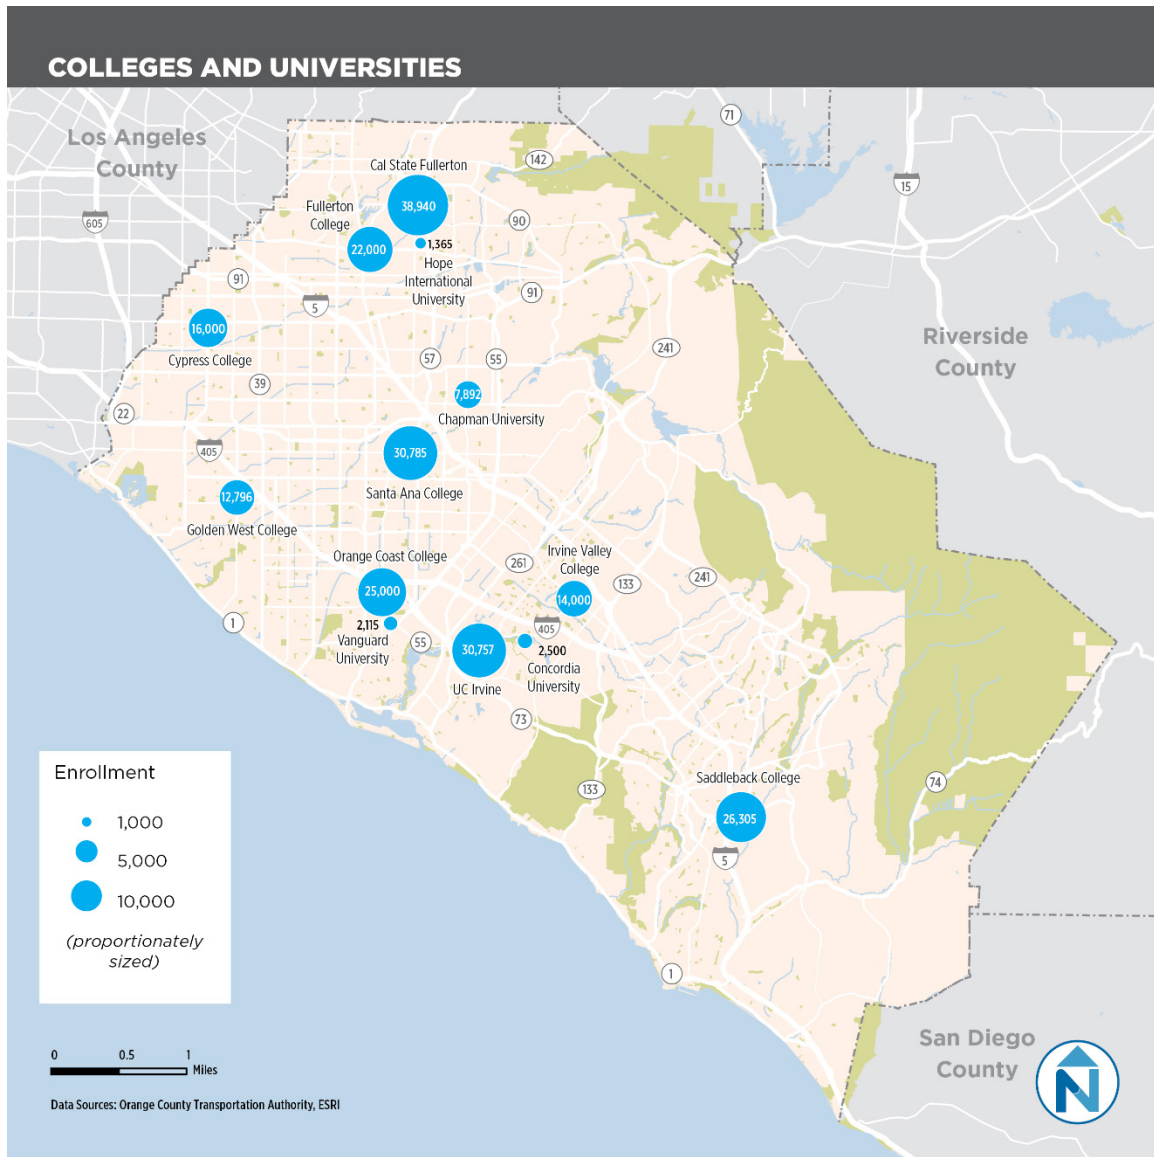 COLLEGES AND UNIVERSITIES
Los Angeles
County
71
142
15
605
Cal State Fullerton
38,940
Fullerton
College
22,000
90
1,365
Hope
International
University
91
5
91
16,000
Cypress College
Riverside
County
241
57
55
39
7,892
Chapman University
22
405
30,785
Santa Ana College
12,796
Golden West College
Orange Coast College
25,000
Irvine Valley
College
261
14,000
133
241
1
2,115
Vanguard
University
55
405
30,757
UC Irvine
2,500
Concordia
University
73
Saddleback College
26,305
133
74
5
Enrollment
1,000
5,000
10,000
(proportionately
sized)
1
San Diego
County
N
0 0.5 1
Miles
Data Sources: Orange County Transportation Authority, ESRI